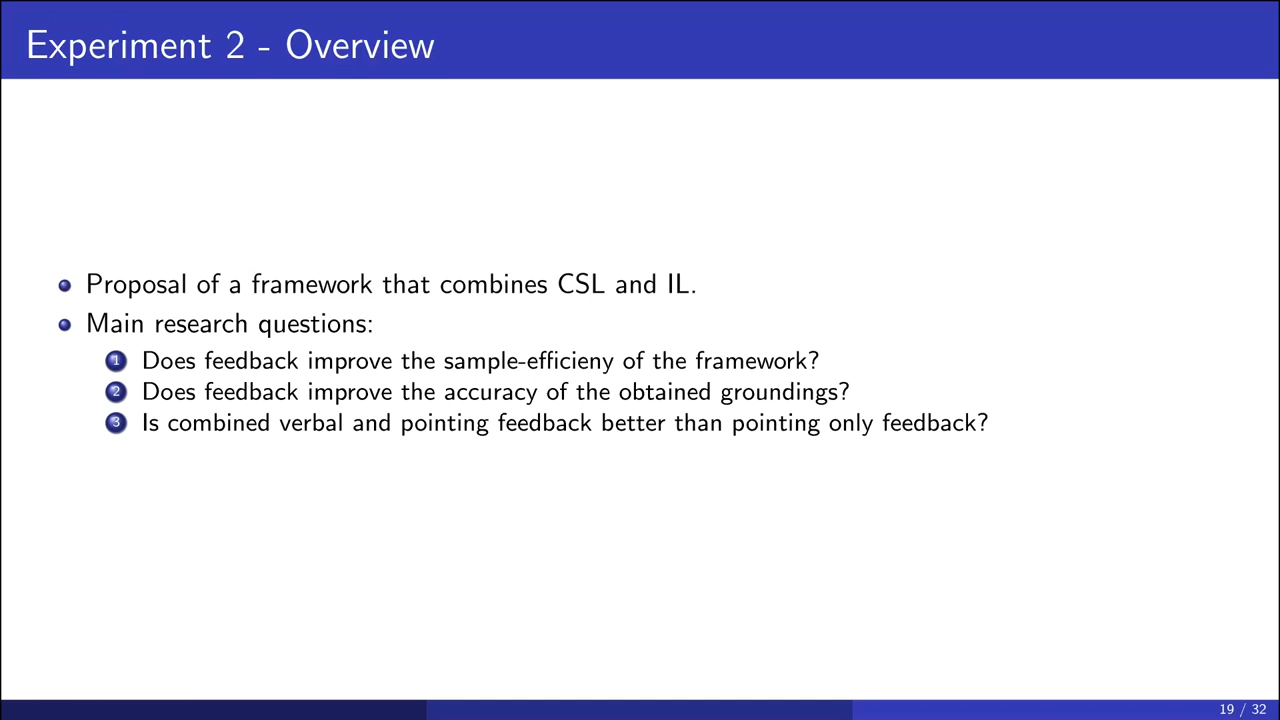 Experiment 2 - Overview
Proposal of a framework that combines CSL and IL.
Main research questions:
1 Does feedback improve the sample-efficieny of the framework?
2 Does feedback improve the accuracy of the obtained groundings?
3 Is combined verbal and pointing feedback better than pointing only feedback?
19 / 32